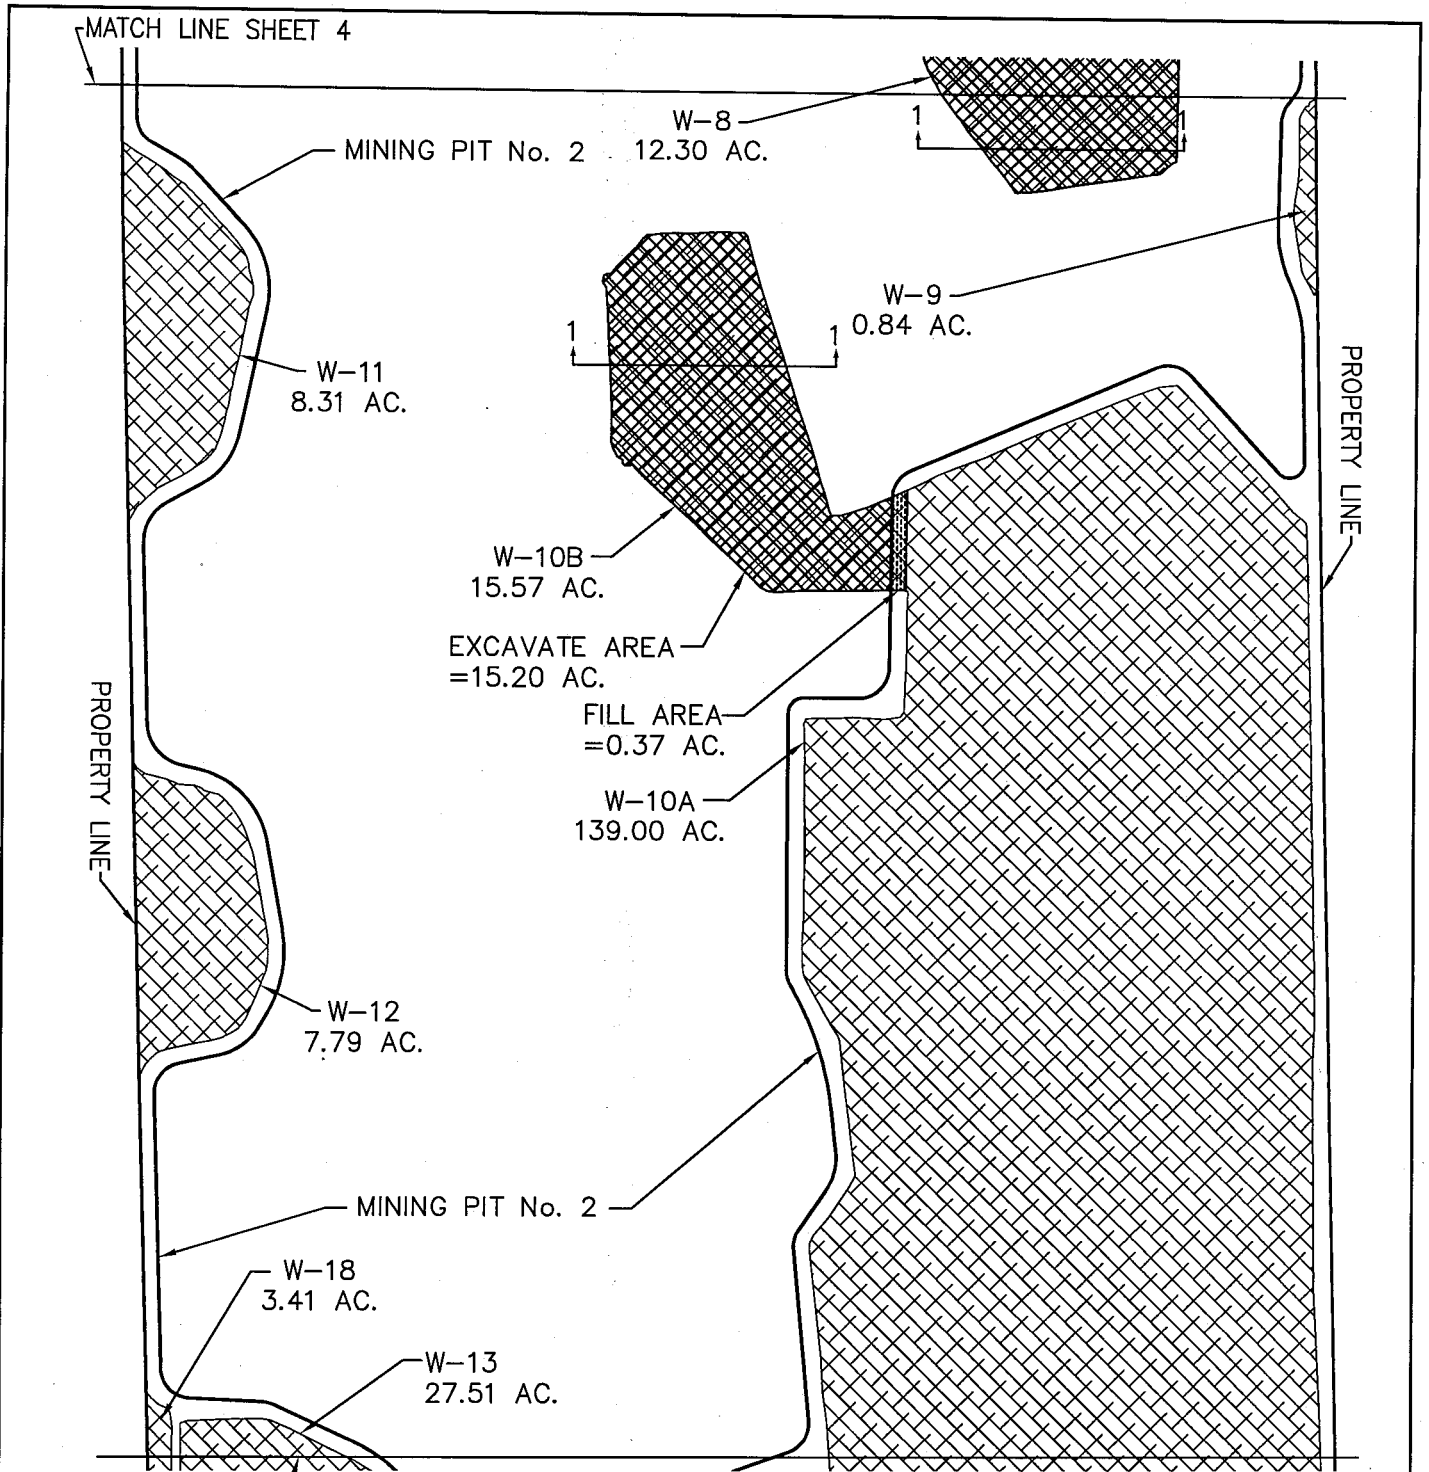 MATCH LINE SHEET 4
W-8
12.30 AC.
1
1
MINING PIT No. 2
W-9
0.84 AC.
1
1
W-11
8.31 AC.
PROPERTY LINE
W-10B
15.57 AC.
EXCAVATE AREA
=15.20 AC.
FILL AREA
=0.37 AC.
PROPERTY LINE
W-10A
139.00 AC.
W-12
7.79 AC.
MINING PIT No. 2
W-18
3.41 AC.
W-13
27.51 AC.